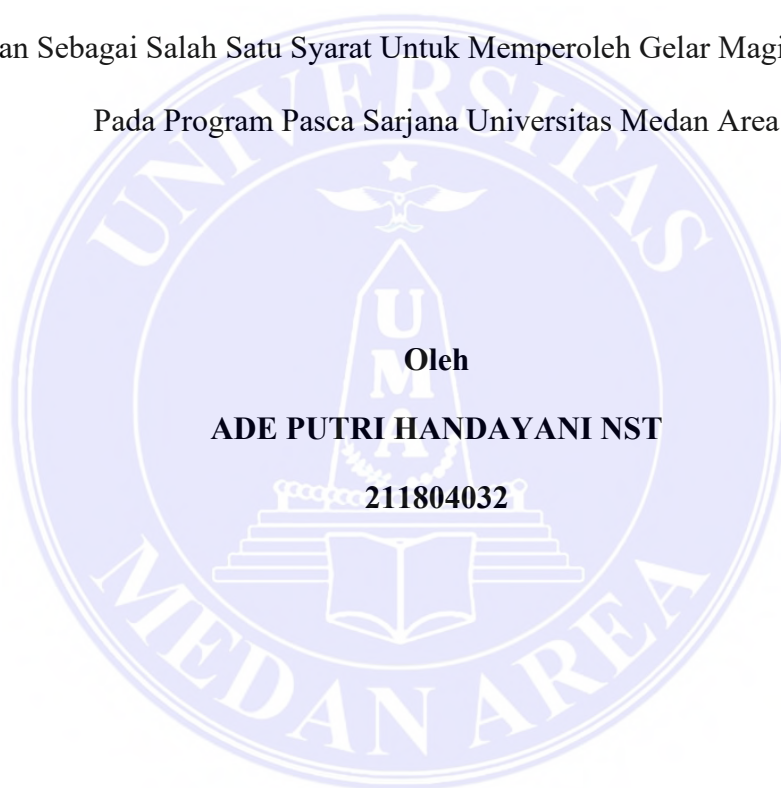 an Sebagai Salah Satu Syarat Untuk Memperoleh Gelar Magi
Pada Program Pasca Sarjana Universitas Medan Area
UNIVERSITAS
UMA
Oleh
ADE PUTRI HANDAYANI NST
211804032
MEDAN AREA